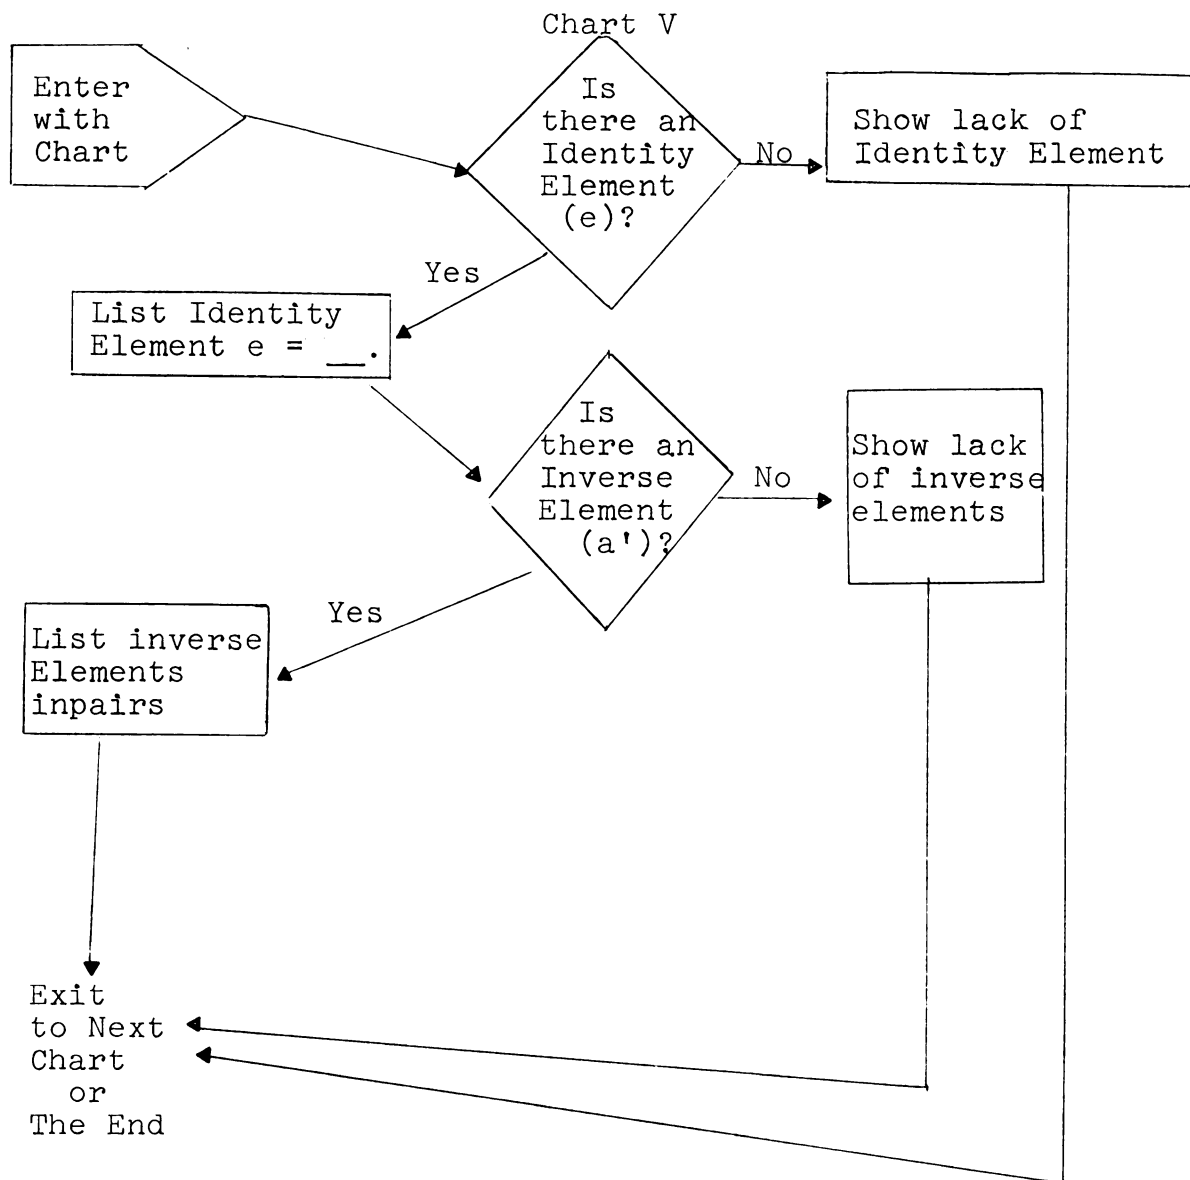 Chart V
Enter
with
Chart
Is
there an
Identity
Element
(e)?
No
Show lack of
Identity Element
Yes
List Identity
Element e = __.
Is
there an
Inverse
Element
(a')?
No
Show lack
of inverse
elements
Yes
List inverse
Elements
inpairs
Exit
to Next
Chart
or
The End